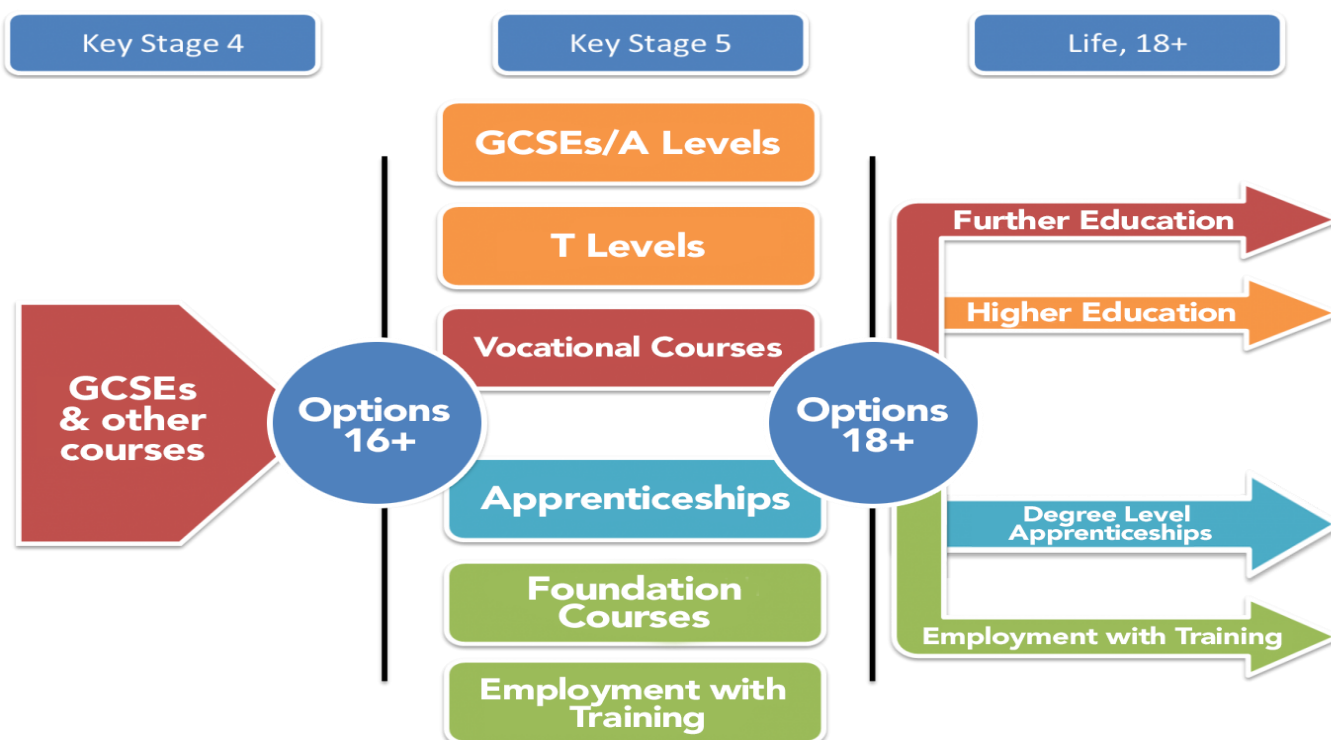 Key Stage 4
Key Stage 5
Life, 18+
GCSEs
& other
courses
Options
16+
GCSEs/A Levels
T Levels
Vocational Courses
Apprenticeships
Foundation
Courses
Employment with
Training
Options
18+
Further Education
Higher Education
Degree Level
Apprenticeships
Employment with Training